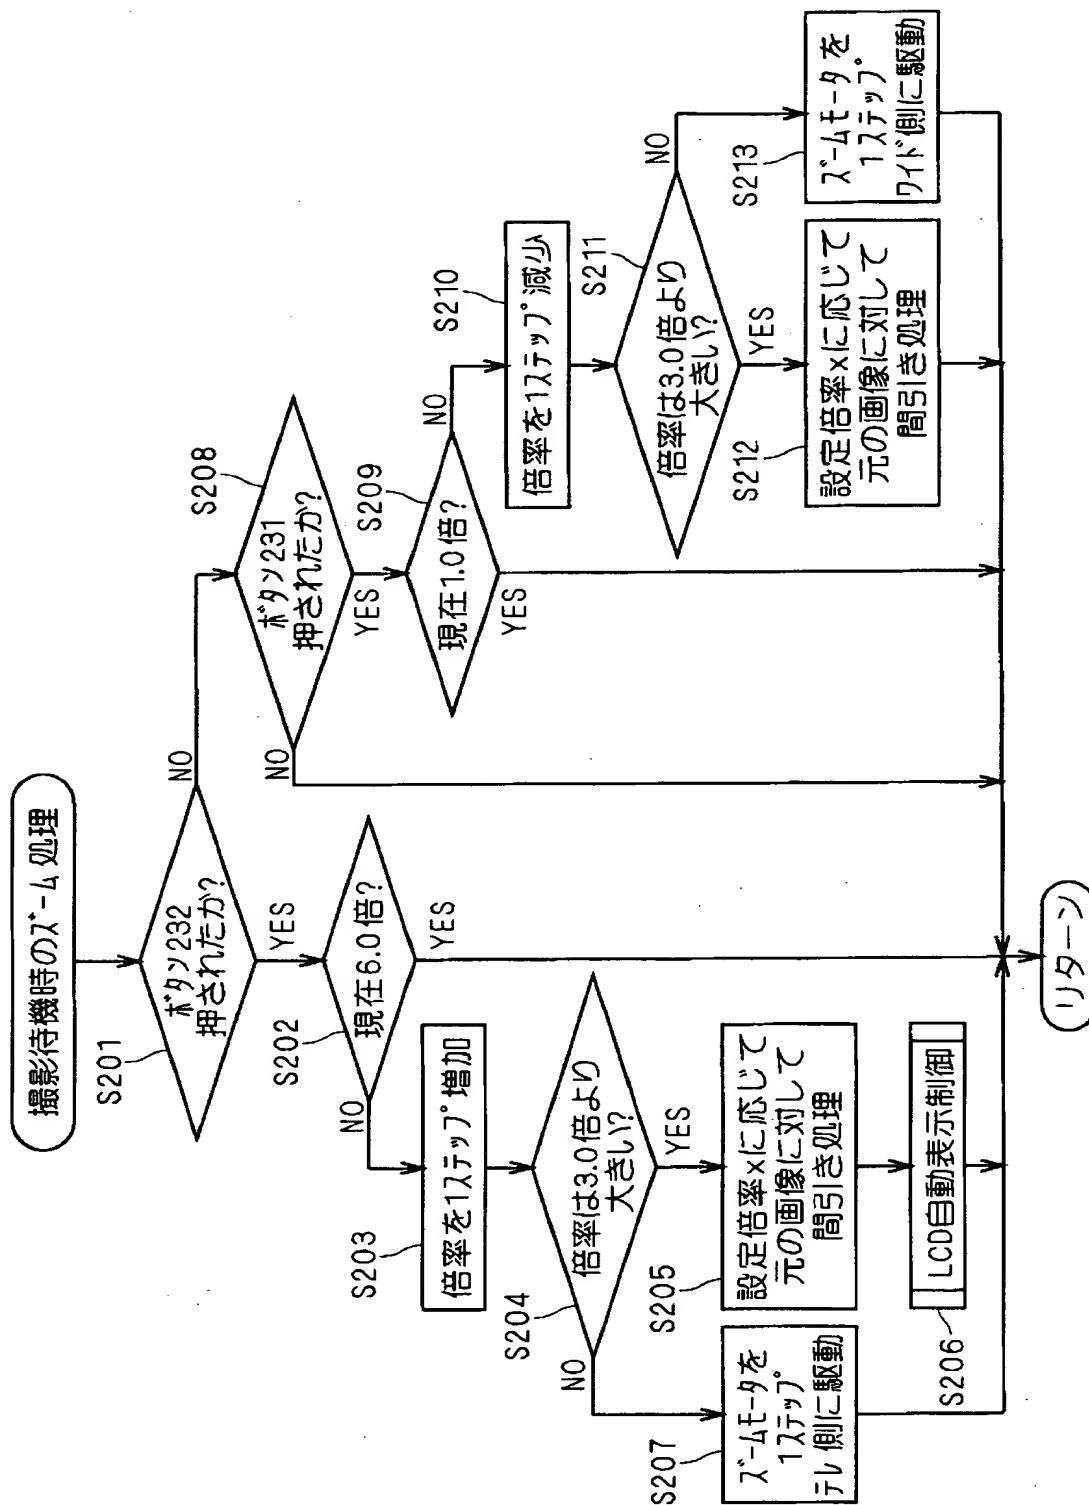 撮影待機時のズーム処理
S201
ボタン232
押されたか?
NO
YES
S202
現在6.0倍?
NO
YES
S203
倍率を1ステップ増加
S204
倍率は3.0倍より
大きしい?
NO
YES
S205
設定倍率xに応じて
元の画像に対して
間引き処理
S206
LCD自動表示制御
S207
ズームモータを
1ステップ
テレ側に駆動
S208
ボタン231
押されたか?
NO
YES
S209
現在1.0倍?
NO
YES
S210
倍率を1ステップ減少
S211
倍率は3.0倍より
大きしい?
NO
YES
S212
設定倍率xに応じて
元の画像に対して
間引き処理
S213
ズームモータを
1ステップ
ワイド側に駆動
リターン